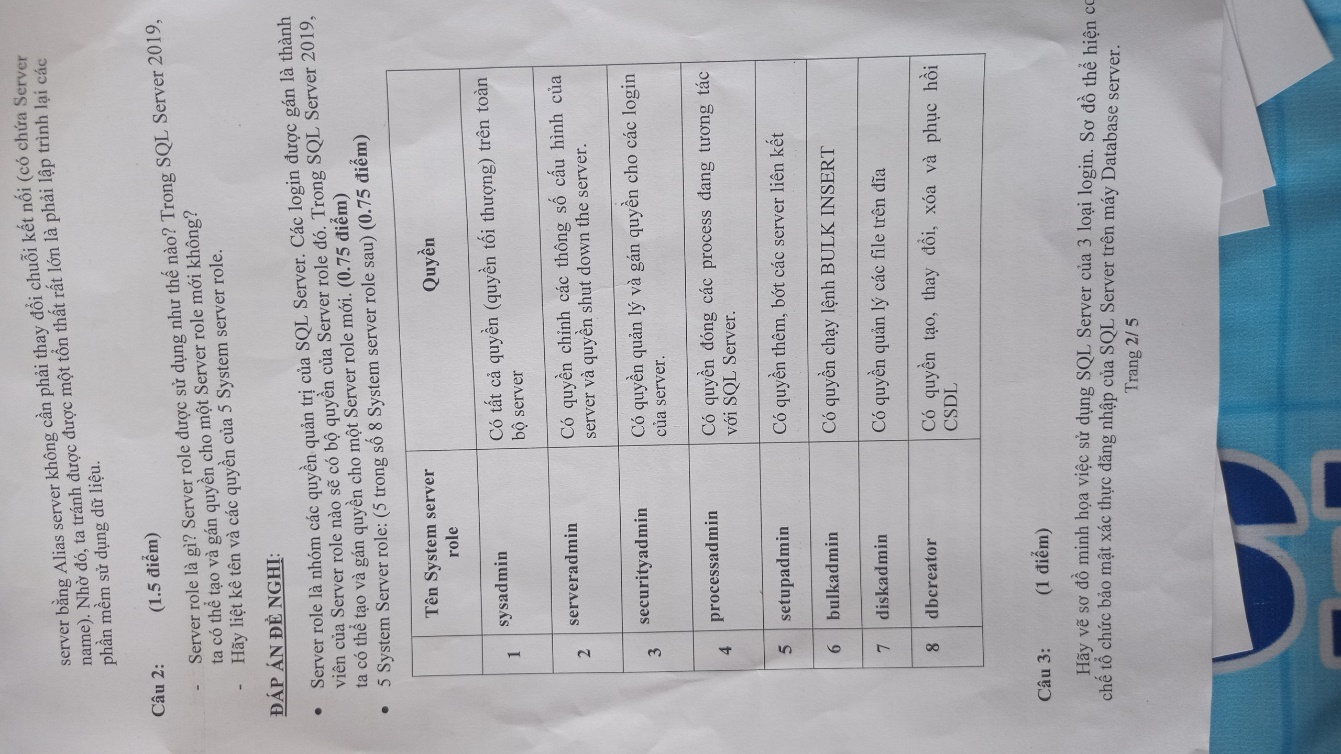 server bằng Alias server không cần phải thay đổi chuỗi kết nối (có chứa Server
name). Nhờ đó, ta tránh được được một tổn thất rất lớn là phải lập trình lại các
phần mềm sử dụng dữ liệu.
Câu 2: (1.5 điểm)
- Server role là gì? Server role được sử dụng như thế nào? Trong SQL Server 2019,
ta có thể tạo và gán quyền cho một Server role mới không?
- Hãy liệt kê tên và các quyền của 5 System server role.
ĐÁP ÁN ĐỀ NGHỊ:
• Server role là nhóm các quyền quản trị của SQL Server. Các login được gán là thành
viên của Server role nào sẽ có bộ quyền của Server role đó. Trong SQL Server 2019,
ta có thể tạo và gán quyền cho một Server role mới. (0.75 điểm)
• 5 System Server role: (5 trong số 8 System server role sau) (0.75 điểm)
Tên System server
role
Quyền
1 sysadmin Có tất cả quyền (quyền tối thượng) trên toàn
bộ server
2 serveradmin Có quyền chỉnh các thông số cấu hình của
server và quyền shut down the server.
3 securityadmin Có quyền quản lý và gán quyền cho các login
của server.
4 processadmin Có quyền đóng các process đang tương tác
với SQL Server.
5 setupadmin Có quyền thêm, bớt các server liên kết
6 bulkadmin Có quyền chạy lệnh BULK INSERT
7 diskadmin Có quyền quản lý các file trên đĩa
8 dbcreator Có quyền tạo, thay đổi, xóa và phục hồi
CSDL
Câu 3: (1 điểm)
Hãy vẽ sơ đồ minh họa việc sử dụng SQL Server của 3 loại login. Sơ đồ thể hiện
chế tổ chức bảo mật xác thực đăng nhập của SQL Server trên máy Database server.
Trang 2/ 5